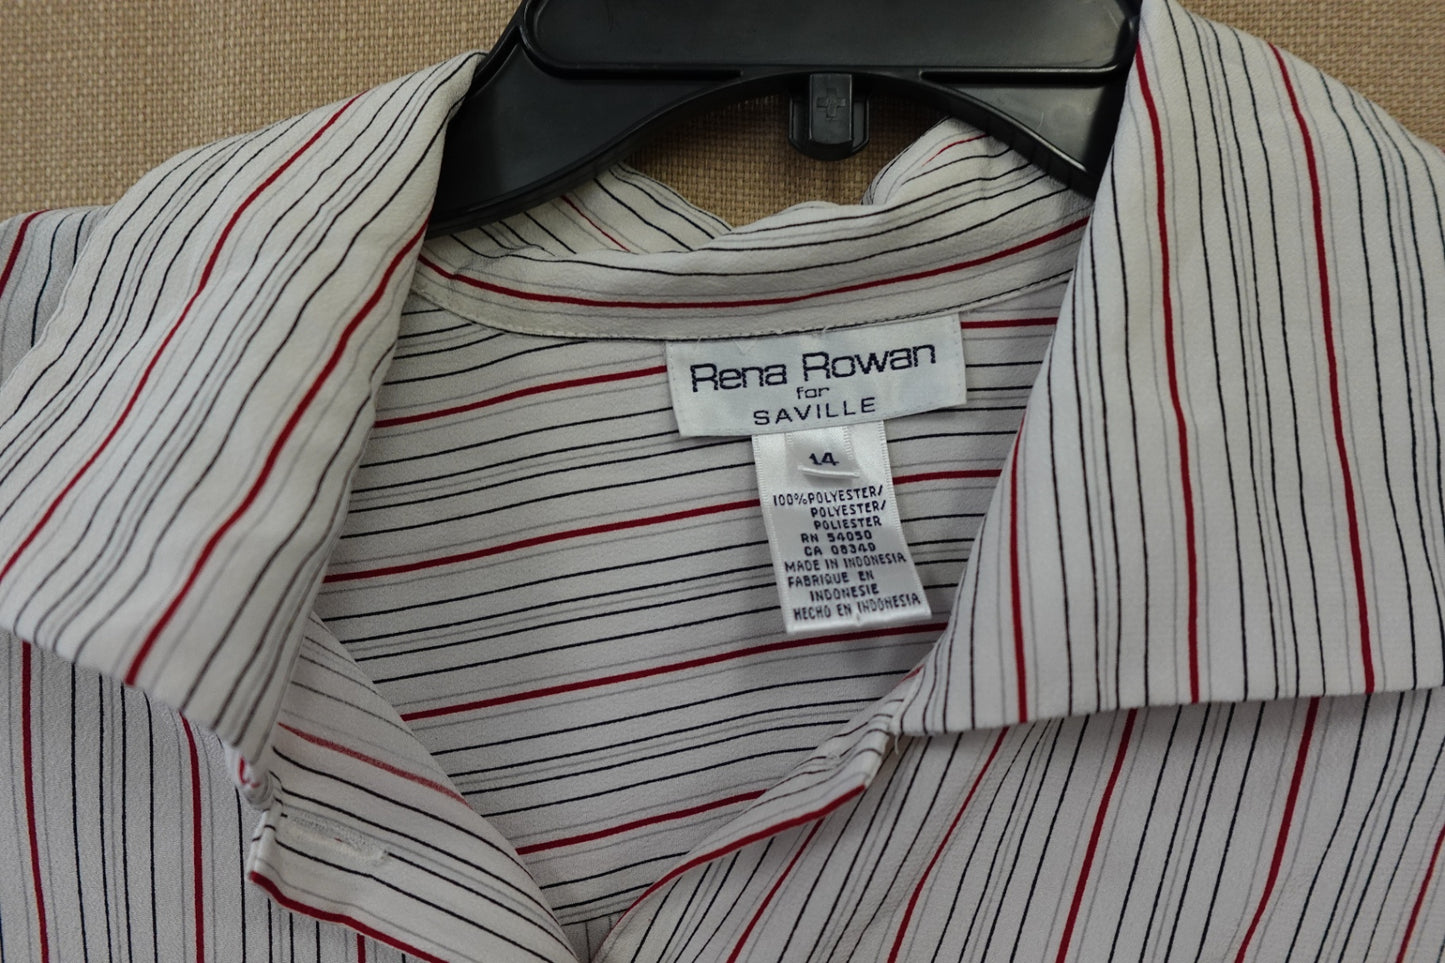 Rena Rowan
for
SAVILLE
14
100%POLYESTER/
POLYESTER/
POLIESTER
RN 54050
CA 08340
MADE IN INDONESIA
FABRIQUE EN
INDONESIE
HECHO EN INDONESIA